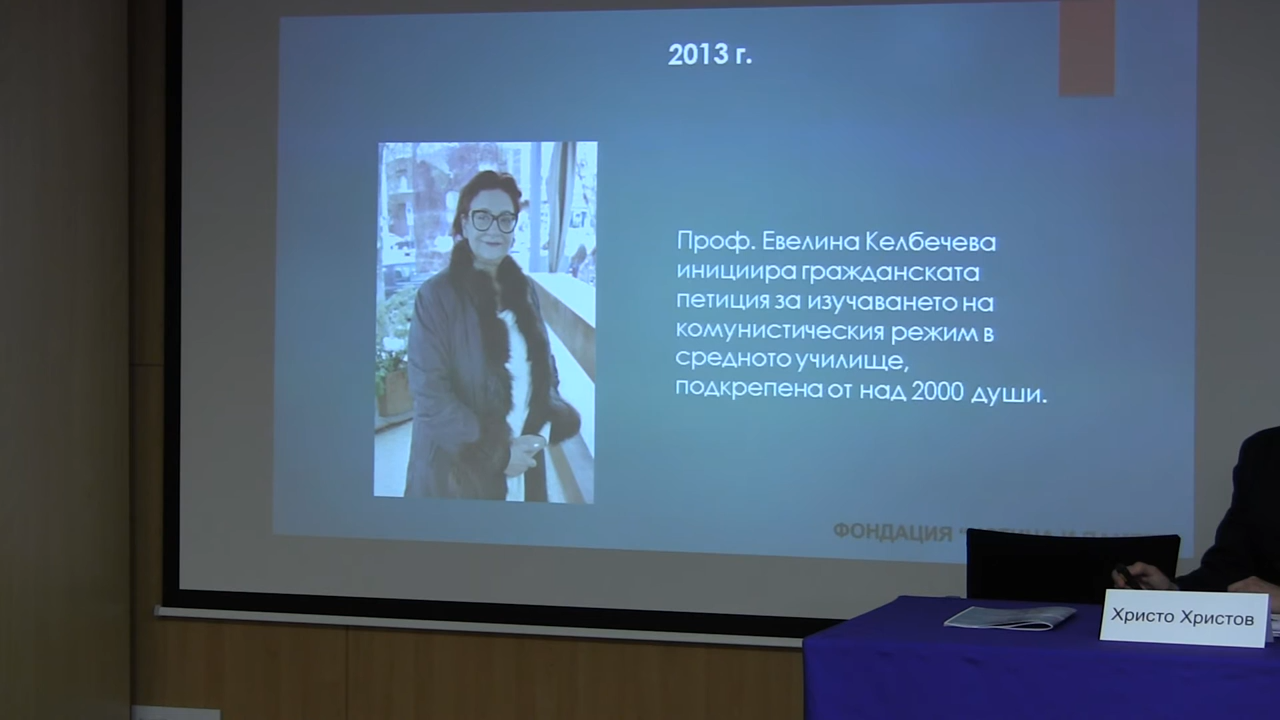 2013 г.
Проф. Евелина Келбечева
инициира гражданската
петиция за изучаването на
комунистическия режим в
средното училище,
подкрепена от над 2000 души.
ФОНДАЦИЯ
Христо Христов